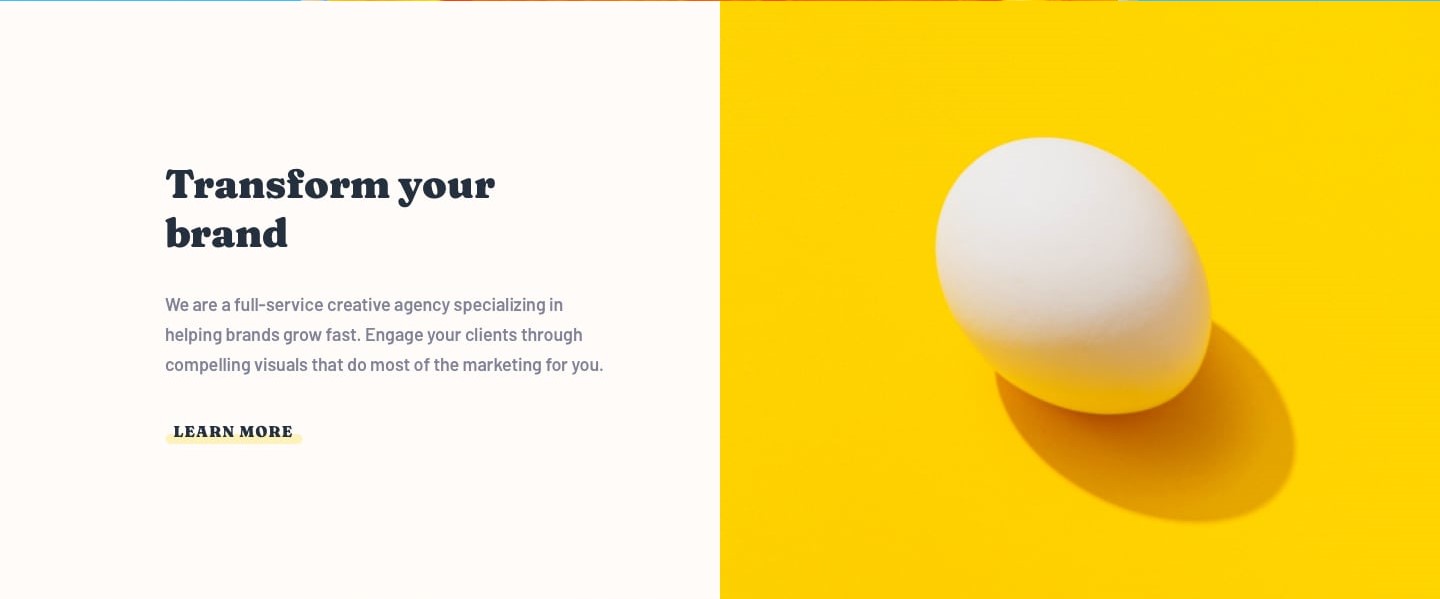 Transform your
brand
We are a full-service creative agency specializing in
helping brands grow fast. Engage your clients through
compelling visuals that do most of the marketing for you.
LEARN MORE